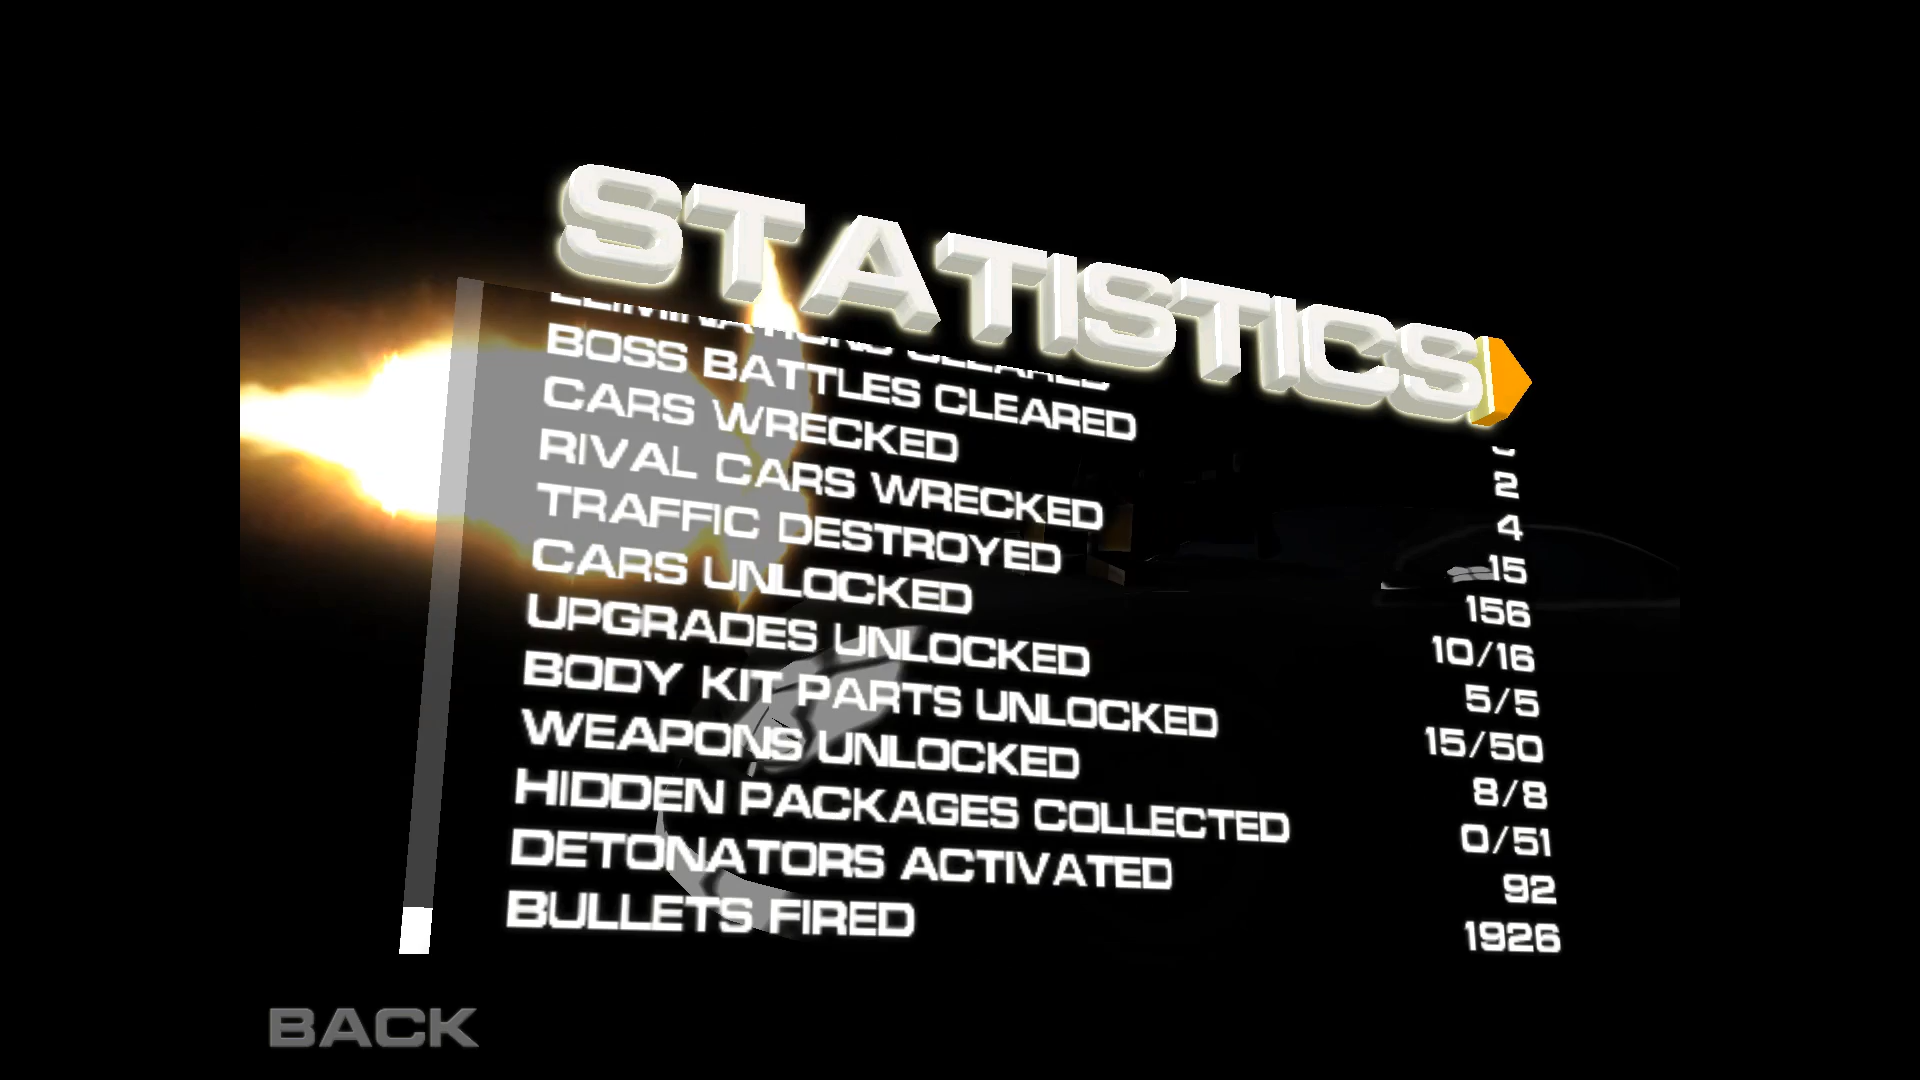 STATISTICS
ELIMINATIONS CLEARED
BOSS BATTLES CLEARED 2
CARS WRECKED 4
RIVAL CARS WRECKED 15
TRAFFIC DESTROYED 156
CARS UNLOCKED 10/16
UPGRADES UNLOCKED 5/5
BODY KIT PARTS UNLOCKED 15/50
WEAPONS UNLOCKED 8/8
HIDDEN PACKAGES COLLECTED 0/51
DETONATORS ACTIVATED 92
BULLETS FIRED 1926
BACK